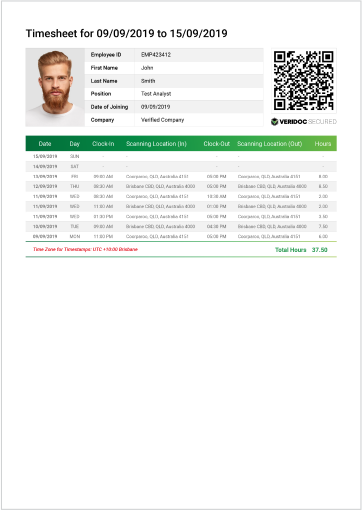 Timesheet for 09/09/2019 to 15/09/2019
Employee ID EMP423412
First Name John
Last Name Smith
Position Test Analyst
Date of Joining 09/09/2019
Company Verified Company
VERIDOC SECURED
Date Day Clock-In Scanning Location (In) Clock-Out Scanning Location (Out) Hours
15/09/2019 SUN - - - - -
14/09/2019 SAT - - - - -
13/09/2019 FRI 09:00 AM Coorparoo, QLD, Australia 4151 05:00 PM Coorparoo, QLD, Australia 4151 8.00
12/09/2019 THU 08:30 AM Brisbane CBD, QLD, Australia 4000 05:00 PM Brisbane CBD, QLD, Australia 4000 8.50
11/09/2019 WED 08:30 AM Coorparoo, QLD, Australia 4151 10:30 AM Coorparoo, QLD, Australia 4151 2.00
11/09/2019 WED 11:00 AM Brisbane CBD, QLD, Australia 4000 01:00 PM Brisbane CBD, QLD, Australia 4000 2.00
11/09/2019 WED 01:30 PM Coorparoo, QLD, Australia 4151 05:00 PM Coorparoo, QLD, Australia 4151 3.50
10/09/2019 TUE 09:00 AM Brisbane CBD, QLD, Australia 4000 04:30 PM Brisbane CBD, QLD, Australia 4000 7.50
09/09/2019 MON 11:00 PM Coorparoo, QLD, Australia 4151 05:00 PM Coorparoo, QLD, Australia 4151 6.00
Time Zone for Timestamps: UTC +10:00 Brisbane Total Hours 37.50